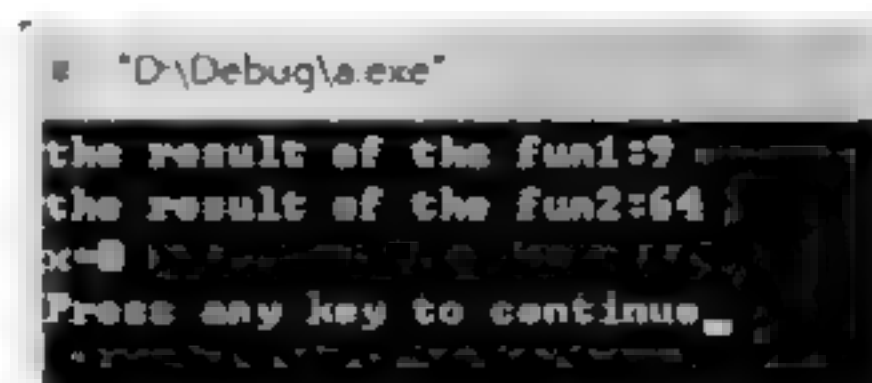 "D:\Debug\a.exe"
the result of the fun1:9
the result of the fun2:64
Press any key to continue_